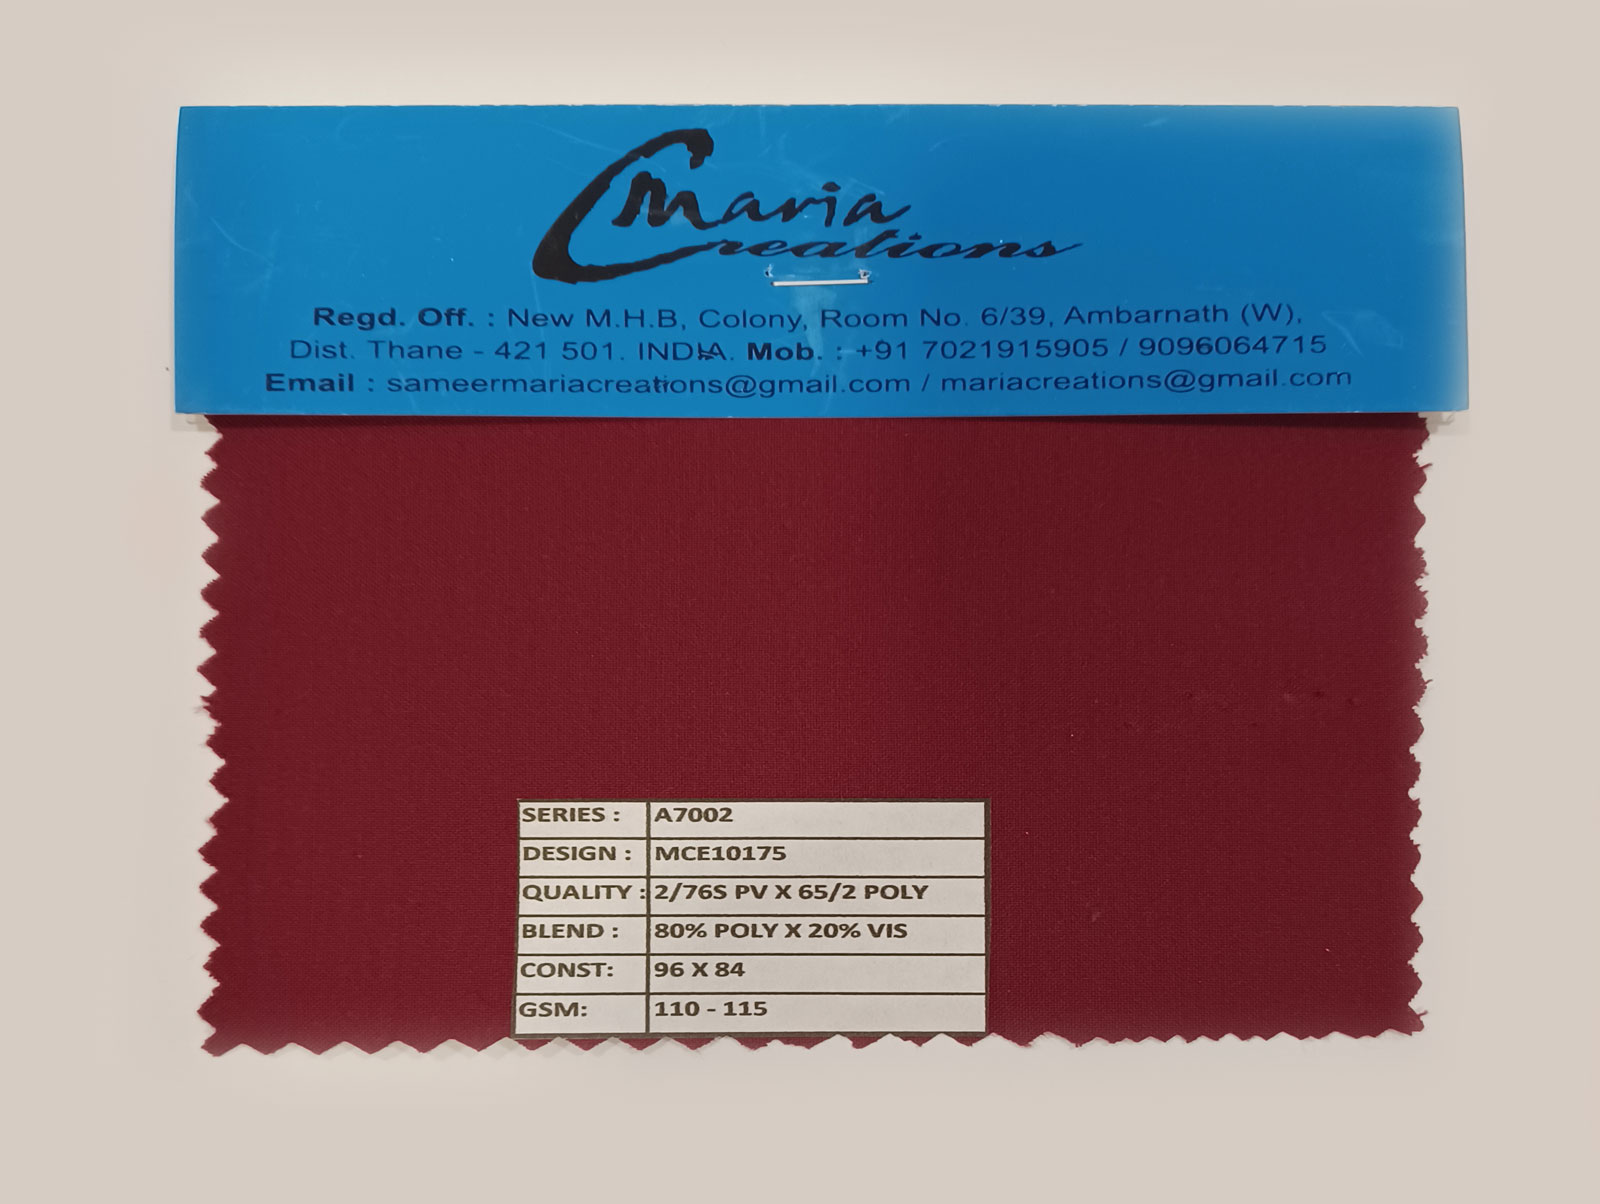 Maria
Creations
Regd. Off. : New M.H.B, Colony, Room No. 6/39, Ambarnath (W),
Dist. Thane - 421 501. INDIA. Mob. : +91 7021915905 / 9096064715
Email : sameermariacreations@gmail.com / mariacreations@gmail.com
SERIES : A7002
DESIGN : MCE10175
QUALITY : 2/76S PV X 65/2 POLY
BLEND : 80% POLY X 20% VIS
CONST: 96 X 84
GSM: 110 - 115